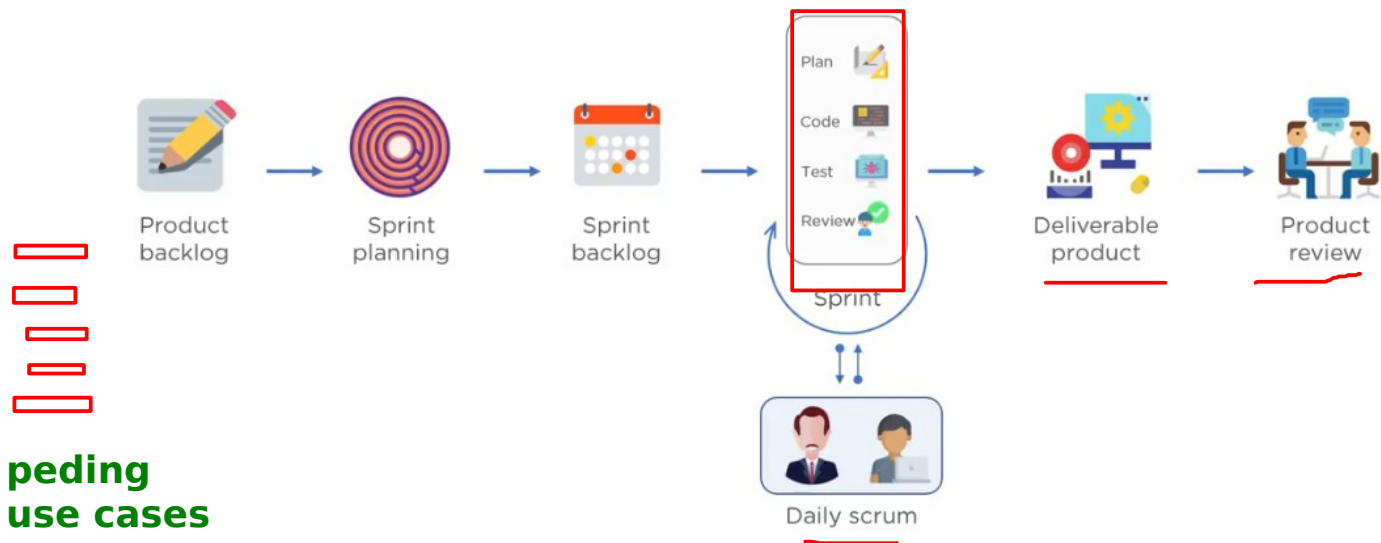 Product
backlog
Sprint
planning
Sprint
backlog
Plan
Code
Test
Review
Sprint
Deliverable
product
Product
review
Daily scrum
peding
use cases